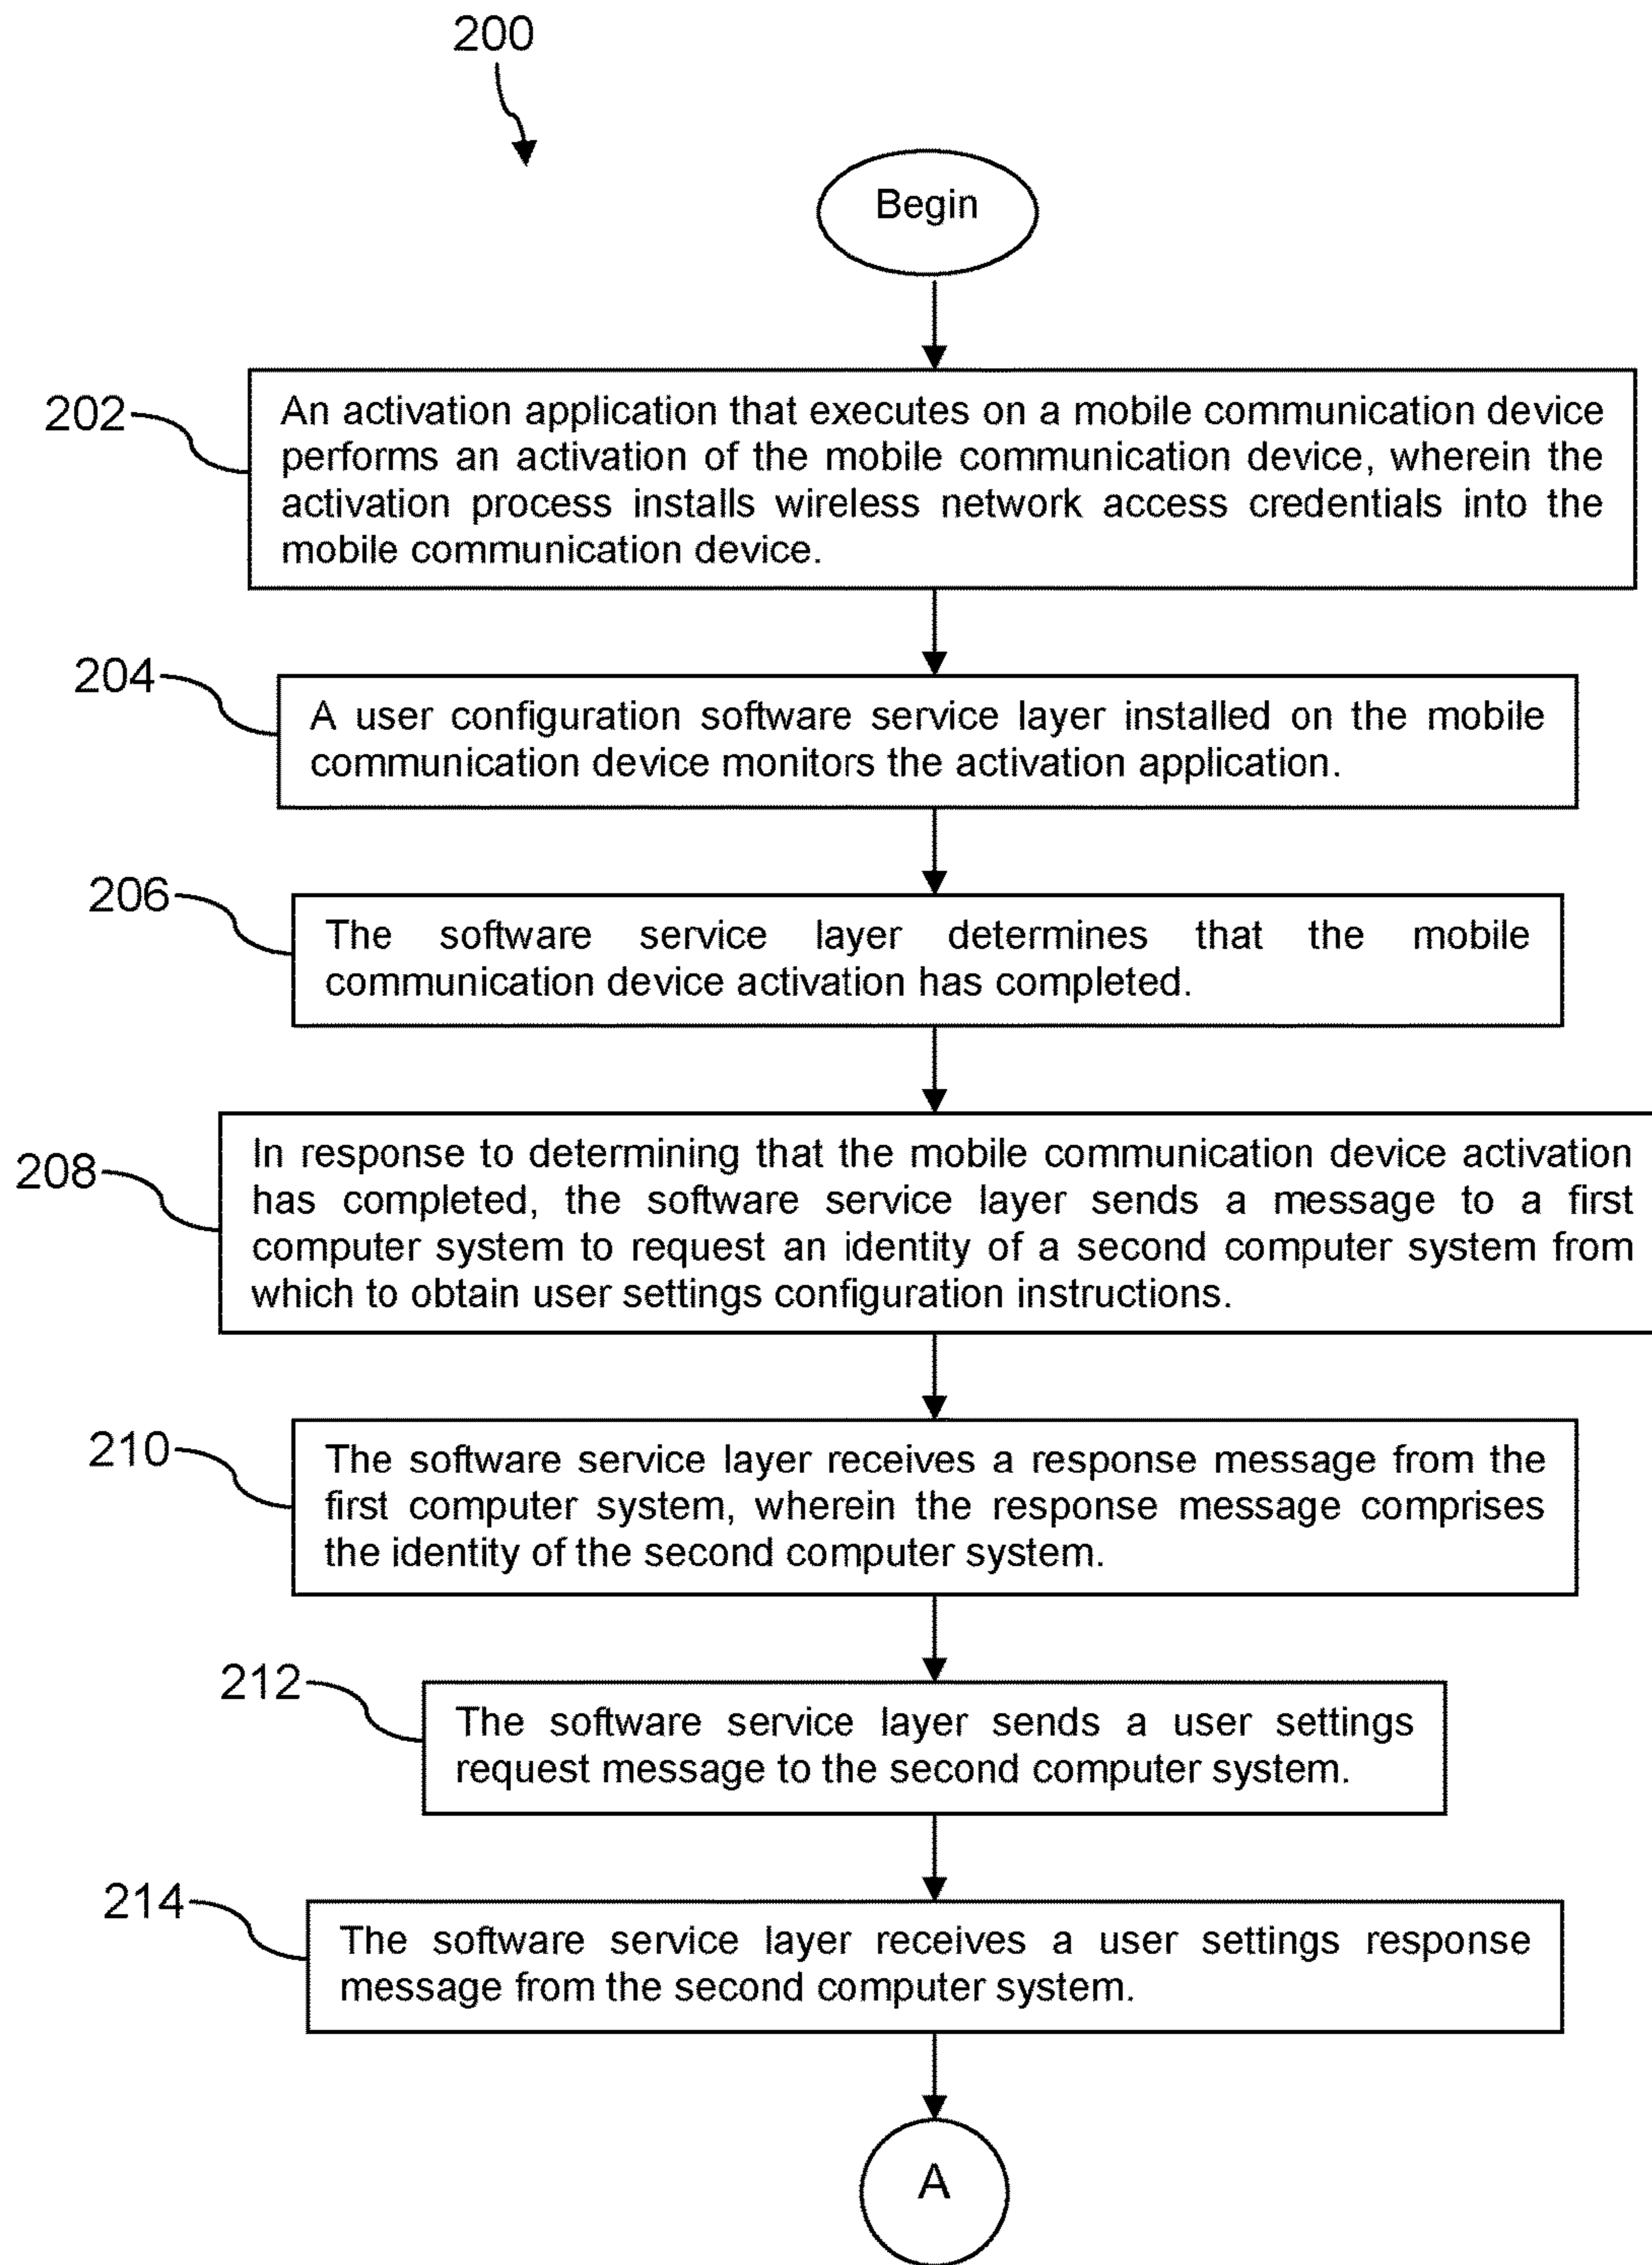 200
Begin
202
An activation application that executes on a mobile communication device
performs an activation of the mobile communication device, wherein the
activation process installs wireless network access credentials into the
mobile communication device.
204
A user configuration software service layer installed on the mobile
communication device monitors the activation application.
206
The software service layer determines that the mobile
communication device activation has completed.
208
In response to determining that the mobile communication device activation
has completed, the software service layer sends a message to a first
computer system to request an identity of a second computer system from
which to obtain user settings configuration instructions.
210
The software service layer receives a response message from the
first computer system, wherein the response message comprises
the identity of the second computer system.
212
The software service layer sends a user settings
request message to the second computer system.
214
The software service layer receives a user settings response
message from the second computer system.
A